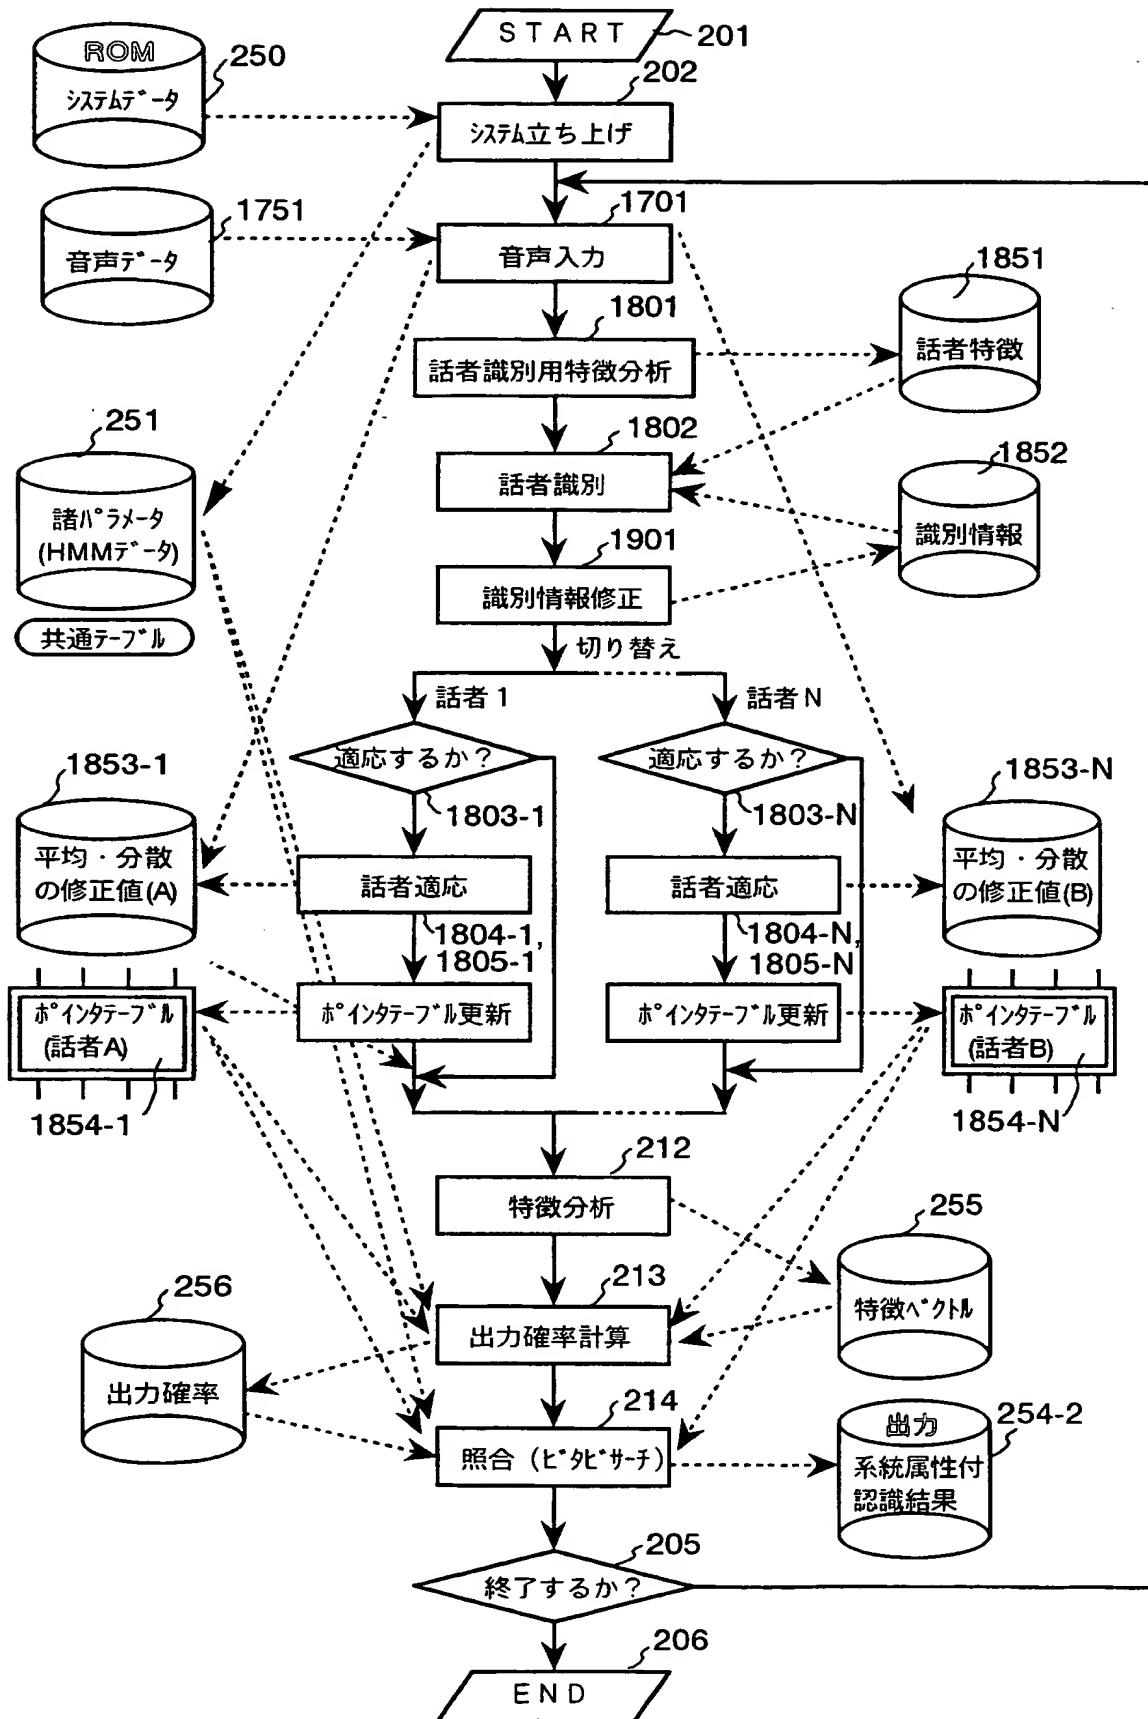 START
201
ROM
システムデータ
250
202
システム立ち上げ
1751
音声データ
1701
音声入力
1851
話者特徴
1801
話者識別用特徴分析
251
諸パラメータ
(HMMデータ)
共通テーブル
1802
話者識別
1852
識別情報
1901
識別情報修正
切り替え
話者1
話者N
適応するか?
適応するか?
1803-1
1803-N
1853-1
平均・分散
の修正値(A)
1853-N
平均・分散
の修正値(B)
話者適応
話者適応
1804-1,
1805-1
1804-N,
1805-N
ポインタテーブル更新
ポインタテーブル更新
ポインタテーブル
(話者A)
1854-1
ポインタテーブル
(話者B)
1854-N
212
特徴分析
255
特徴ベクトル
213
出力確率計算
256
出力確率
214
照合(ビタビサーチ)
254-2
出力
系統属性付
認識結果
205
終了するか?
206
END